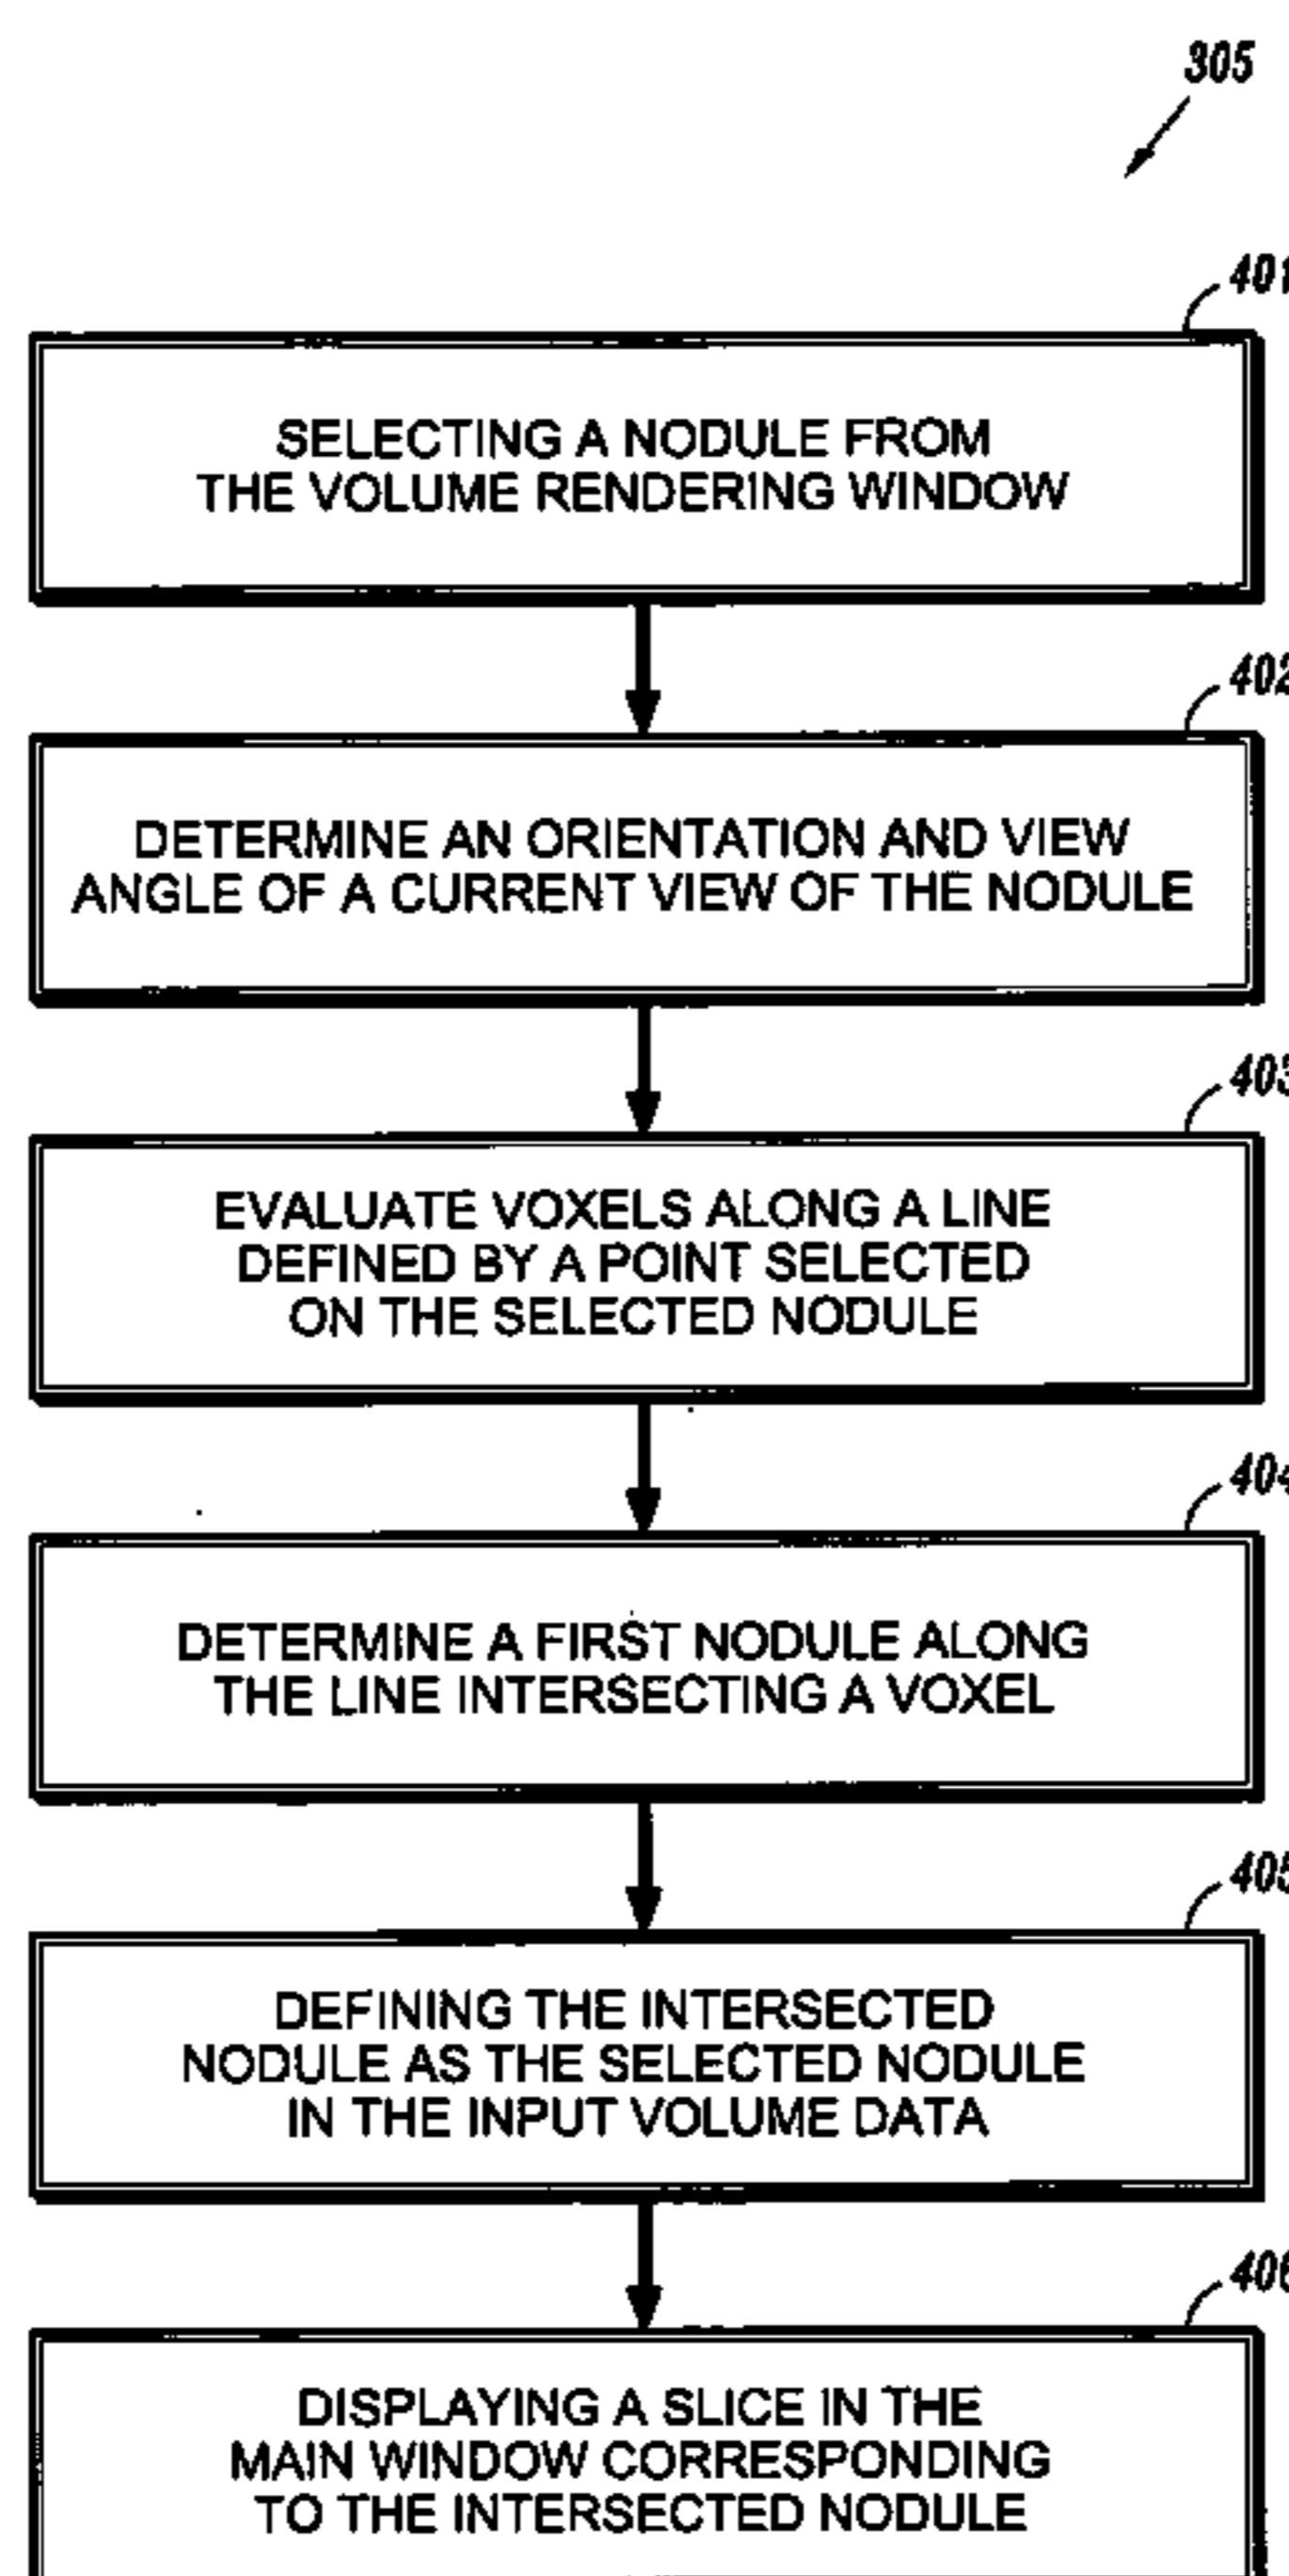 305
401
SELECTING A NODULE FROM
THE VOLUME RENDERING WINDOW
402
DETERMINE AN ORIENTATION AND VIEW
ANGLE OF A CURRENT VIEW OF THE NODULE
403
EVALUATE VOXELS ALONG A LINE
DEFINED BY A POINT SELECTED
ON THE SELECTED NODULE
404
DETERMINE A FIRST NODULE ALONG
THE LINE INTERSECTING A VOXEL
405
DEFINING THE INTERSECTED
NODULE AS THE SELECTED NODULE
IN THE INPUT VOLUME DATA
406
DISPLAYING A SLICE IN THE
MAIN WINDOW CORRESPONDING
TO THE INTERSECTED NODULE